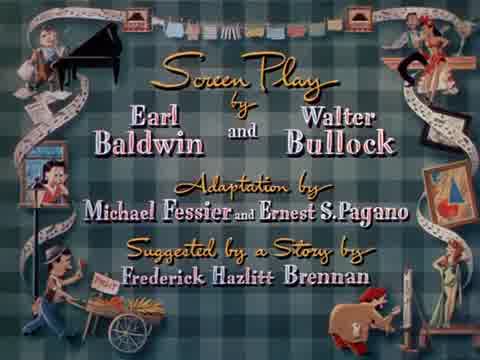 Screen Play
by
Earl Baldwin and Walter Bullock
Adaptation by
Michael Fessier and Ernest S. Pagano
Suggested by a Story by
Frederick Hazlitt Brennan
FRUIT